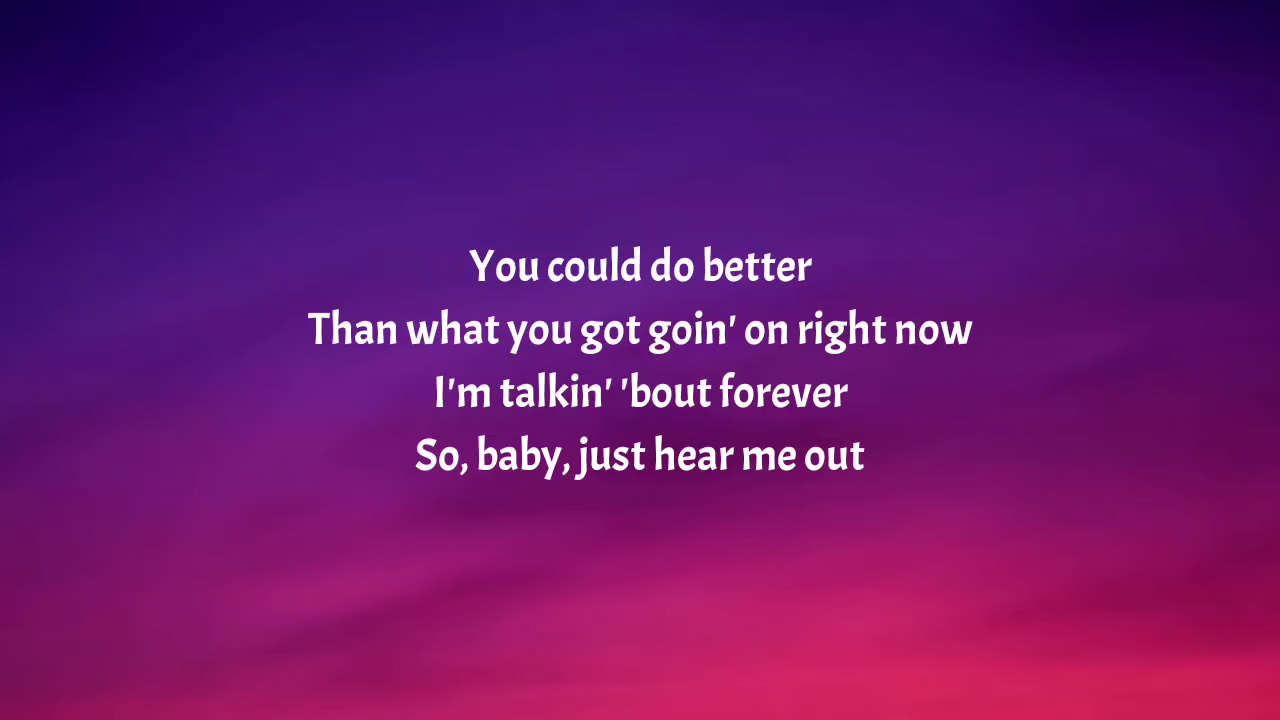 You could do better
Than what you got goin' on right now
I'm talkin' 'bout forever
So, baby, just hear me out